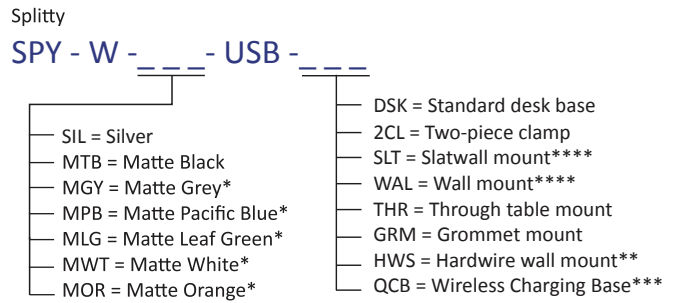 Splitty
SPY - W - _ _ _ - USB - _ _ _
SIL = Silver
MTB = Matte Black
MGY = Matte Grey*
MPB = Matte Pacific Blue*
MLG = Matte Leaf Green*
MWT = Matte White*
MOR = Matte Orange*
DSK = Standard desk base
2CL = Two-piece clamp
SLT = Slatwall mount****
WAL = Wall mount****
THR = Through table mount
GRM = Grommet mount
HWS = Hardwire wall mount**
QCB = Wireless Charging Base***